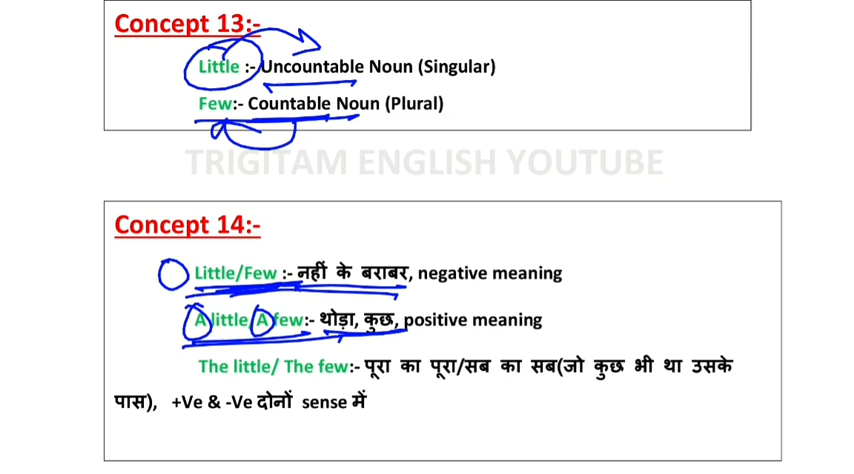 Concept 13:-
Little :- Uncountable Noun (Singular)
Few:- Countable Noun (Plural)
TRIGITAM ENGLISH YOUTUBE
Concept 14:-
Little/Few :- नहीं के बराबर, negative meaning
A little/A few:- थोड़ा, कुछ, positive meaning
The little/ The few:- पूरा का पूरा/सब का सब(जो कुछ भी था उसके
पास), +Ve & -Ve दोनों sense में